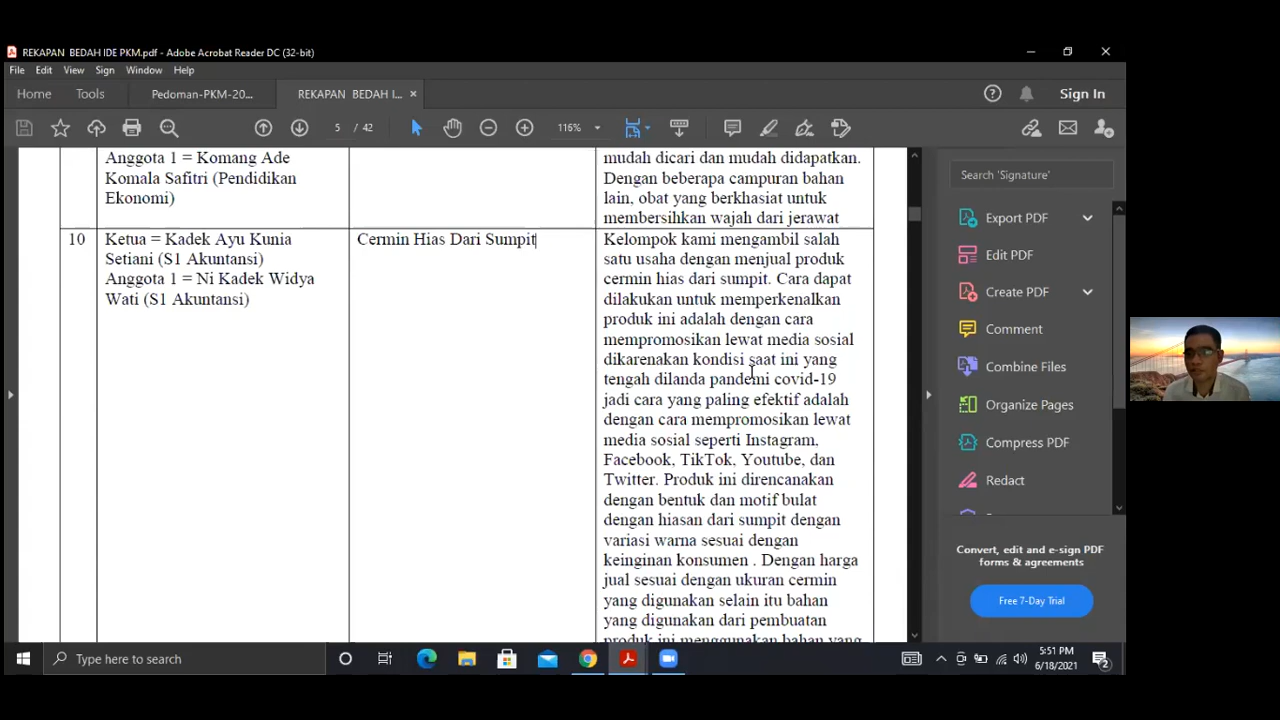 REKAPAN BEDAH IDE PKM.pdf - Adobe Acrobat Reader DC (32-bit)
File Edit View Sign Window Help
Home Tools Pedoman-PKM-20... REKAPAN BEDAH I... × Sign In
5 / 42 116%
Anggota 1 = Komang Ade
Komala Safitri (Pendidikan
Ekonomi)
mudah dicari dan mudah didapatkan.
Dengan beberapa campuran bahan
lain, obat yang berkhasiat untuk
membersihkan wajah dari jerawat
10
Ketua = Kadek Ayu Kunia
Setiani (S1 Akuntansi)
Anggota 1 = Ni Kadek Widya
Wati (S1 Akuntansi)
Cermin Hias Dari Sumpit
Kelompok kami mengambil salah
satu usaha dengan menjual produk
cermin hias dari sumpit. Cara dapat
dilakukan untuk memperkenalkan
produk ini adalah dengan cara
mempromosikan lewat media sosial
dikarenakan kondisi saat ini yang
tengah dilanda pandemi covid-19
jadi cara yang paling efektif adalah
dengan cara mempromosikan lewat
media sosial seperti Instagram,
Facebook, TikTok, Youtube, dan
Twitter. Produk ini direncanakan
dengan bentuk dan motif bulat
dengan hiasan dari sumpit dengan
variasi warna sesuai dengan
keinginan konsumen . Dengan harga
jual sesuai dengan ukuran cermin
yang digunakan selain itu bahan
yang digunakan dari pembuatan
produk ini menggunakan bahan yang
Search 'Signature'
Export PDF
Edit PDF
Create PDF
Comment
Combine Files
Organize Pages
Compress PDF
Redact
Convert, edit and e-sign PDF
forms & agreements
Free 7-Day Trial
Type here to search
5:51 PM
6/18/2021
2